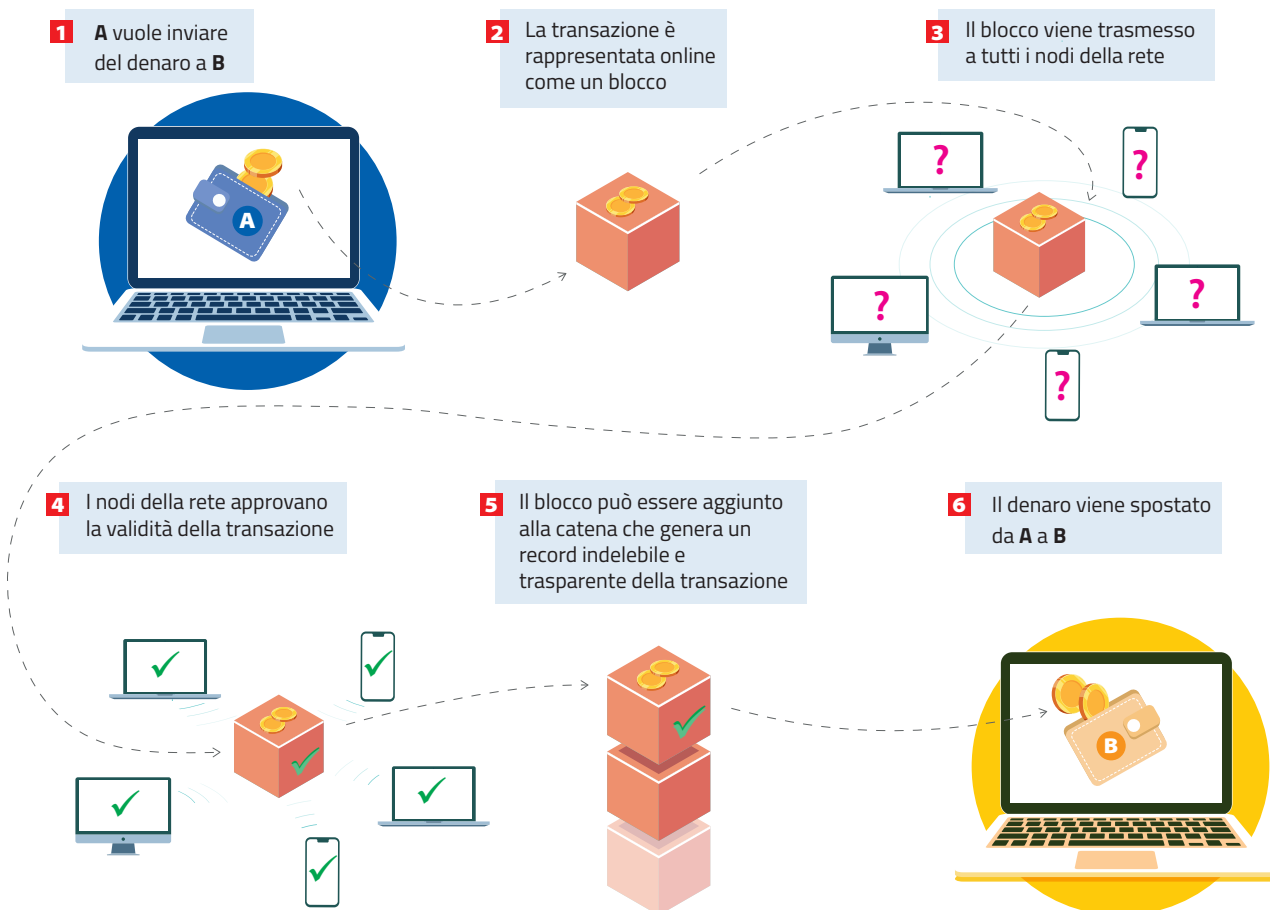 1 A vuole inviare
del denaro a B
2 La transazione è
rappresentata online
come un blocco
3 Il blocco viene trasmesso
a tutti i nodi della rete
A
?
?
?
?
?
4 I nodi della rete approvano
la validità della transazione
5 Il blocco può essere aggiunto
alla catena che genera un
record indelebile e
trasparente della transazione
6 Il denaro viene spostato
da A a B
B